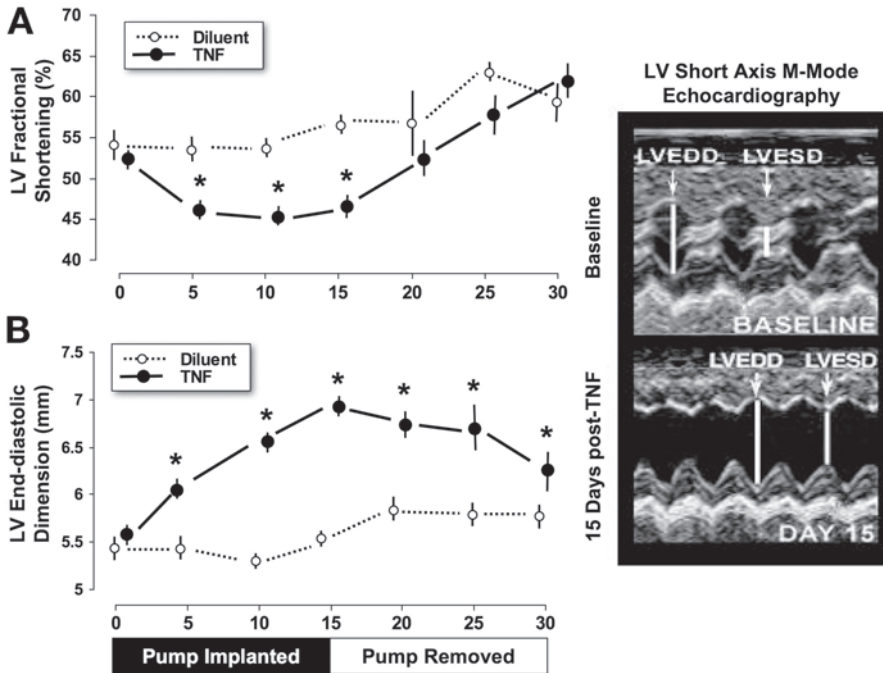 A
LV Fractional
Shortening (%)
70
65
60
55
50
45
40
Diluent
TNF
*
*
*
0
5
10
15
20
25
30
B
LV End-diastolic
Dimension (mm)
7.5
7
6.5
6
5.5
5
Diluent
TNF
*
*
*
*
*
*
0
5
10
15
20
25
30
Pump Implanted
Pump Removed
LV Short Axis M-Mode
Echocardiography
Baseline
LVEDD
LVESD
BASELINE
15 Days post-TNF
LVEDD
LVESD
DAY 15